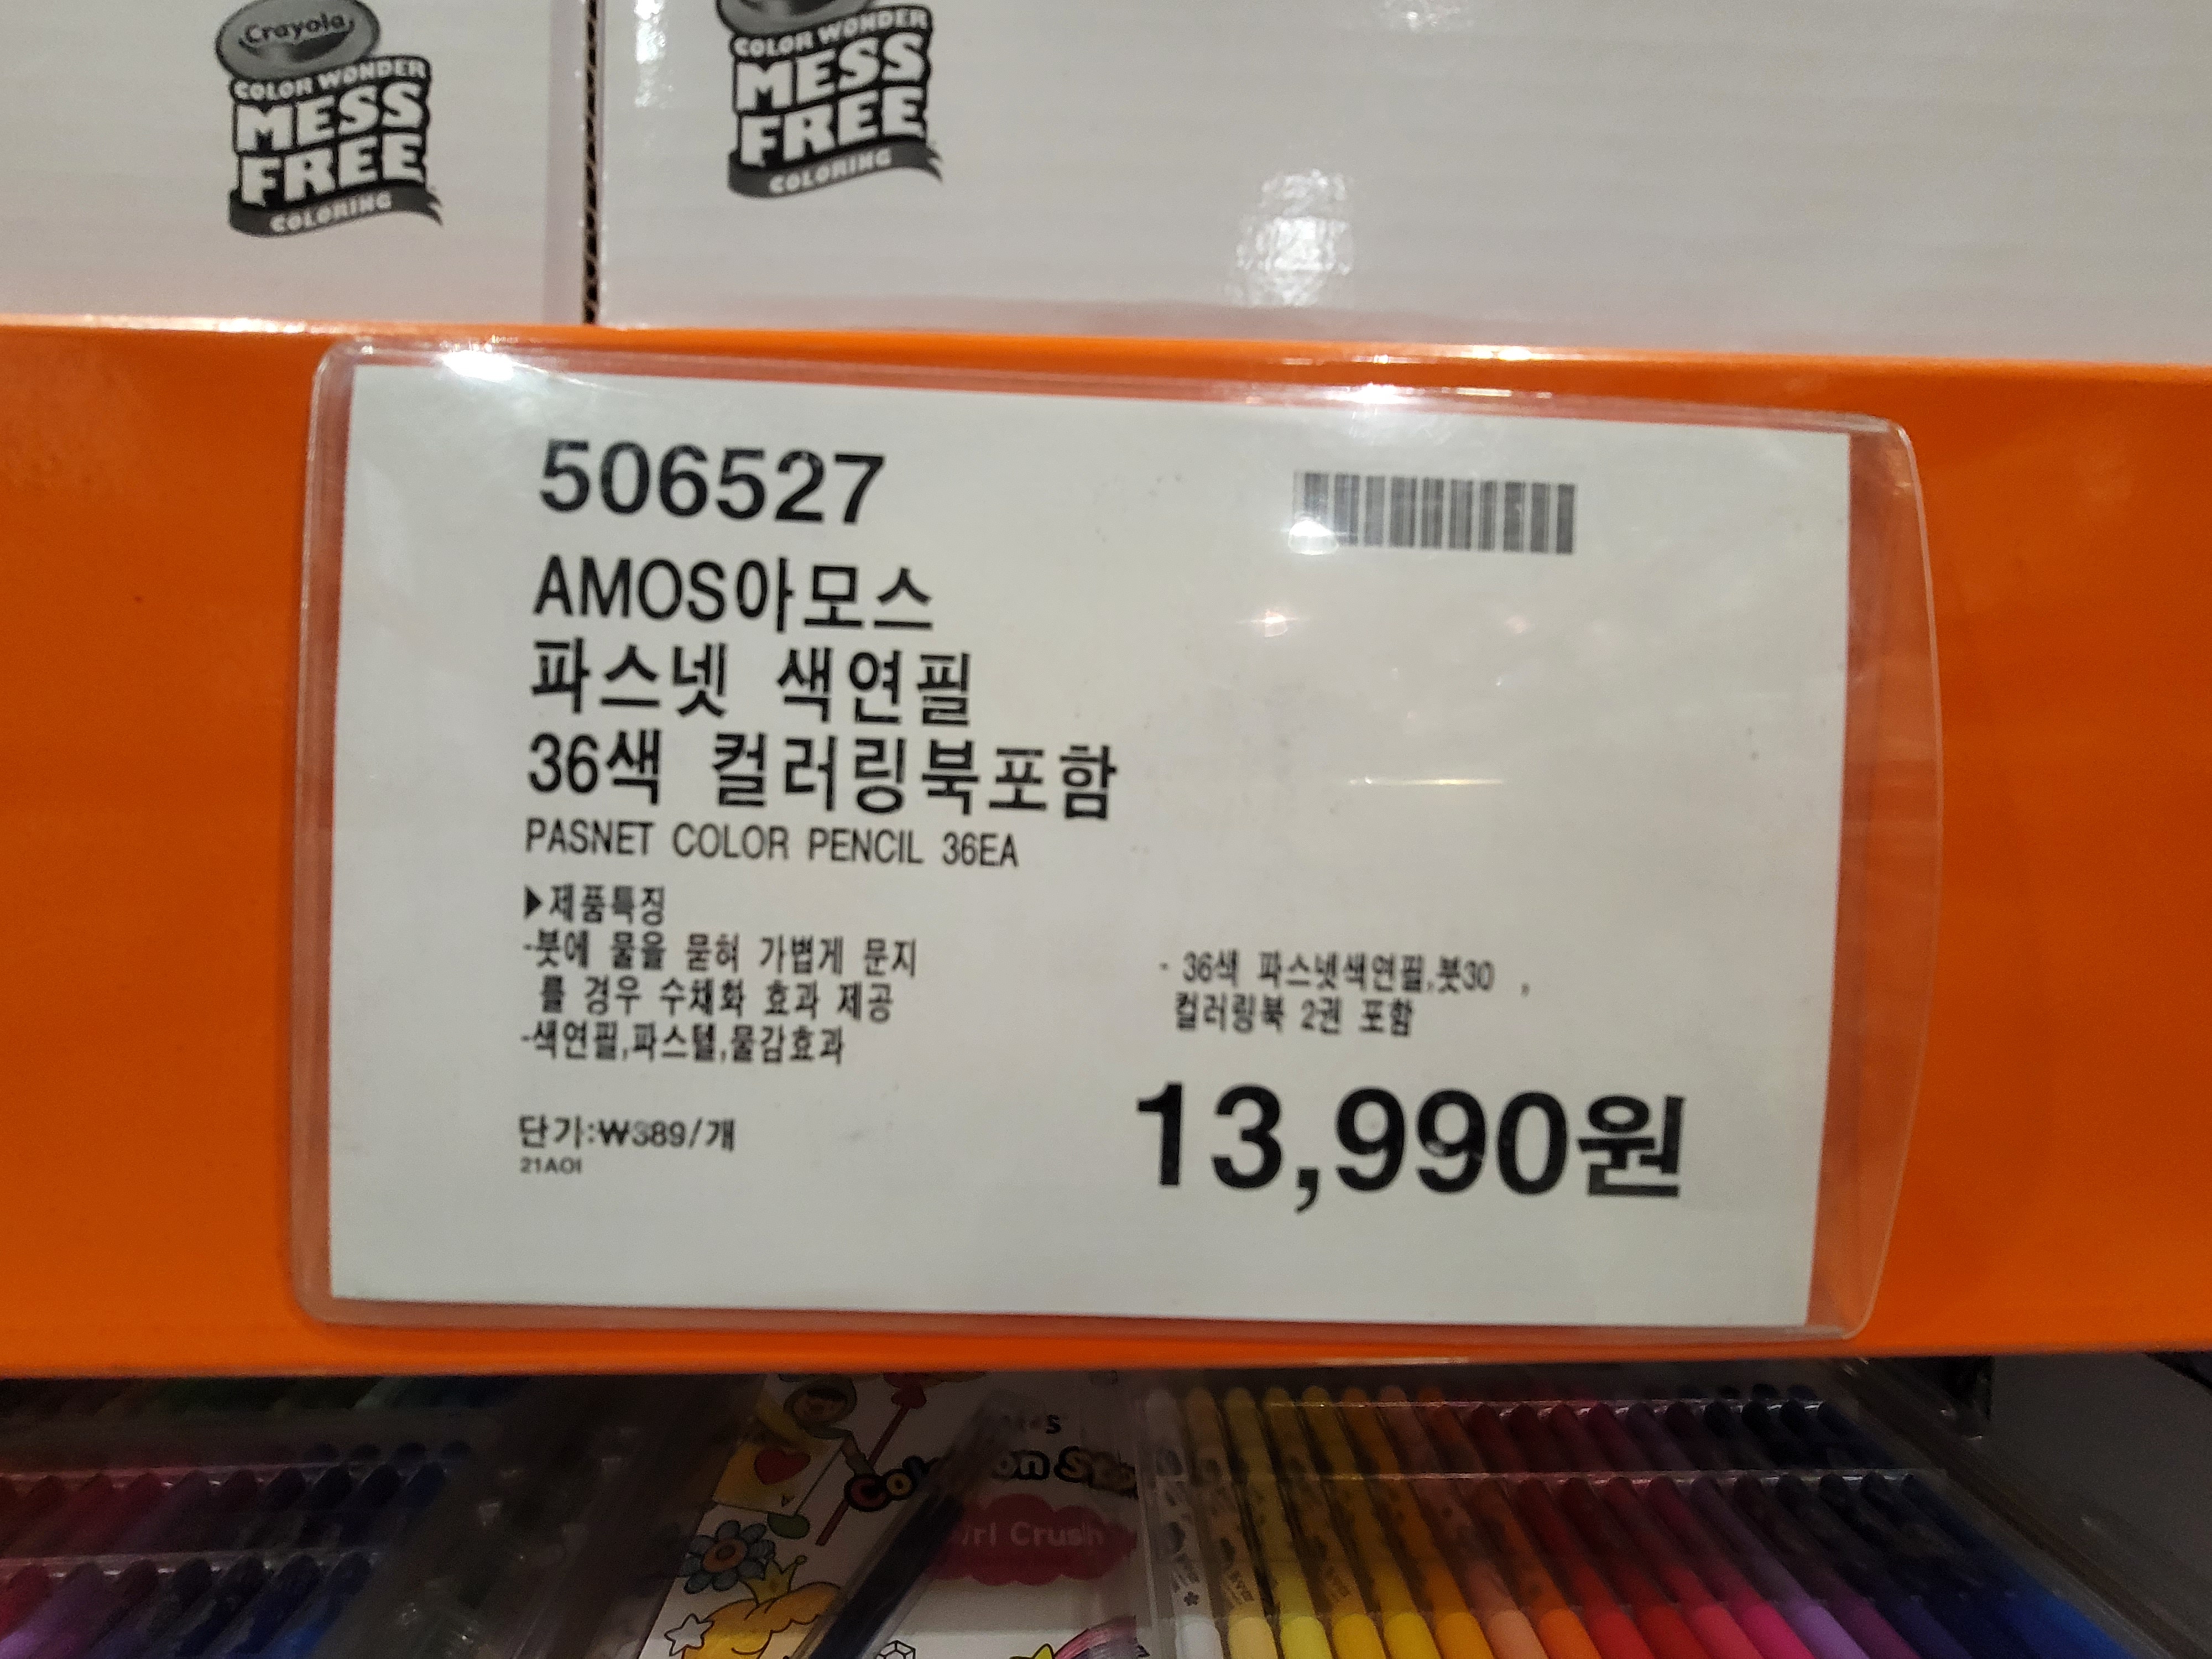 Crayola
COLOR WONDER
MESS
FREE
COLORING
COLOR WONDER
MESS
FREE
COLORING
506527
AMOS아모스
파스넷 색연필
36색 컬러링북포함
PASNET COLOR PENCIL 36EA
▶제품특징
-붓에 물을 묻혀 가볍게 문지
를 경우 수채화 효과 제공
-색연필,파스텔,물감효과
- 36색 파스넷색연필,붓30 ,
컬러링북 2권 포함
단가:₩389/개
21AOI
13,990원
Crush